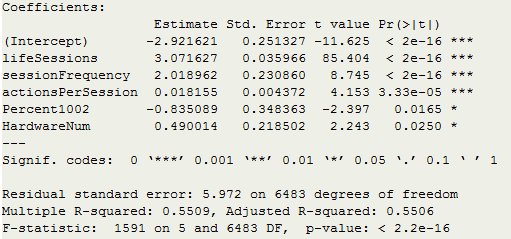 Coefficients:
                    Estimate Std. Error t value Pr(>|t|)
(Intercept)        -2.921621   0.251327 -11.625  < 2e-16 ***
lifeSessions        3.071627   0.035966  85.404  < 2e-16 ***
sessionFrequency    2.018962   0.230860   8.745  < 2e-16 ***
actionsPerSession   0.018155   0.004372   4.153 3.33e-05 ***
Percent1002        -0.835089   0.348363  -2.397   0.0165 *
HardwareNum         0.490014   0.218502   2.243   0.0250 *
---
Signif. codes:  0 ‘***’ 0.001 ‘**’ 0.01 ‘*’ 0.05 ‘.’ 0.1 ‘ ’ 1
Residual standard error: 5.972 on 6483 degrees of freedom
Multiple R-squared: 0.5509, Adjusted R-squared: 0.5506
F-statistic:  1591 on 5 and 6483 DF,  p-value: < 2.2e-16